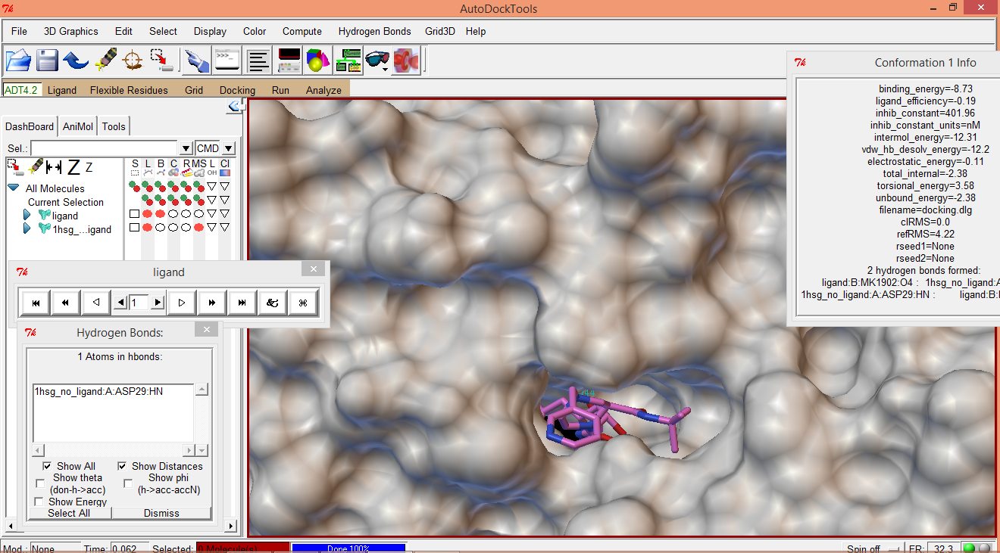 AutoDockTools
File 3D Graphics Edit Select Display Color Compute Hydrogen Bonds Grid3D Help
ADT4.2 Ligand Flexible Residues Grid Docking Run Analyze
DashBoard AniMol Tools
Sel.: CMD
S L B C R MS L Cl
All Molecules
Current Selection
ligand
1hsg_...igand
ligand
1
Hydrogen Bonds:
1 Atoms in hbonds:
1hsg_no_ligand:A:ASP29:HN
Show All Show Distances
Show theta Show phi
(don-h->acc) (h->acc-accN)
Show Energy
Select All Dismiss
Conformation 1 Info
binding_energy=-8.73
ligand_efficiency=-0.19
inhib_constant=401.96
inhib_constant_units=nM
intermol_energy=-12.31
vdw_hb_desolv_energy=-12.2
electrostatic_energy=-0.11
total_internal=-2.38
torsional_energy=3.58
unbound_energy=-2.38
filename=docking.dlg
clRMS=0.0
refRMS=4.22
rseed1=None
rseed2=None
2 hydrogen bonds formed:
ligand:B:MK1902:O4 : 1hsg_no_ligand:
1hsg_no_ligand:A:ASP29:HN : ligand:B:
Mod.: None Time: 0.062 Selected: 0 Molecule(s) Done 100% Spin off FR: 32.3